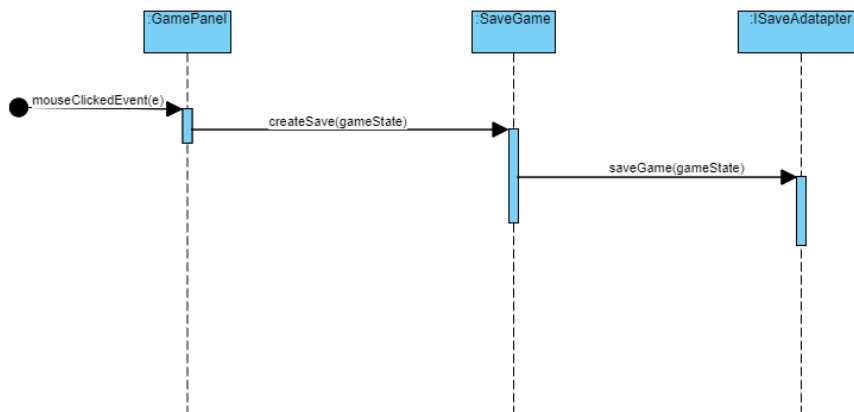 :GamePanel
:SaveGame
:ISaveAdatapter
mouseClickedEvent(e)
createSave(gameState)
saveGame(gameState)